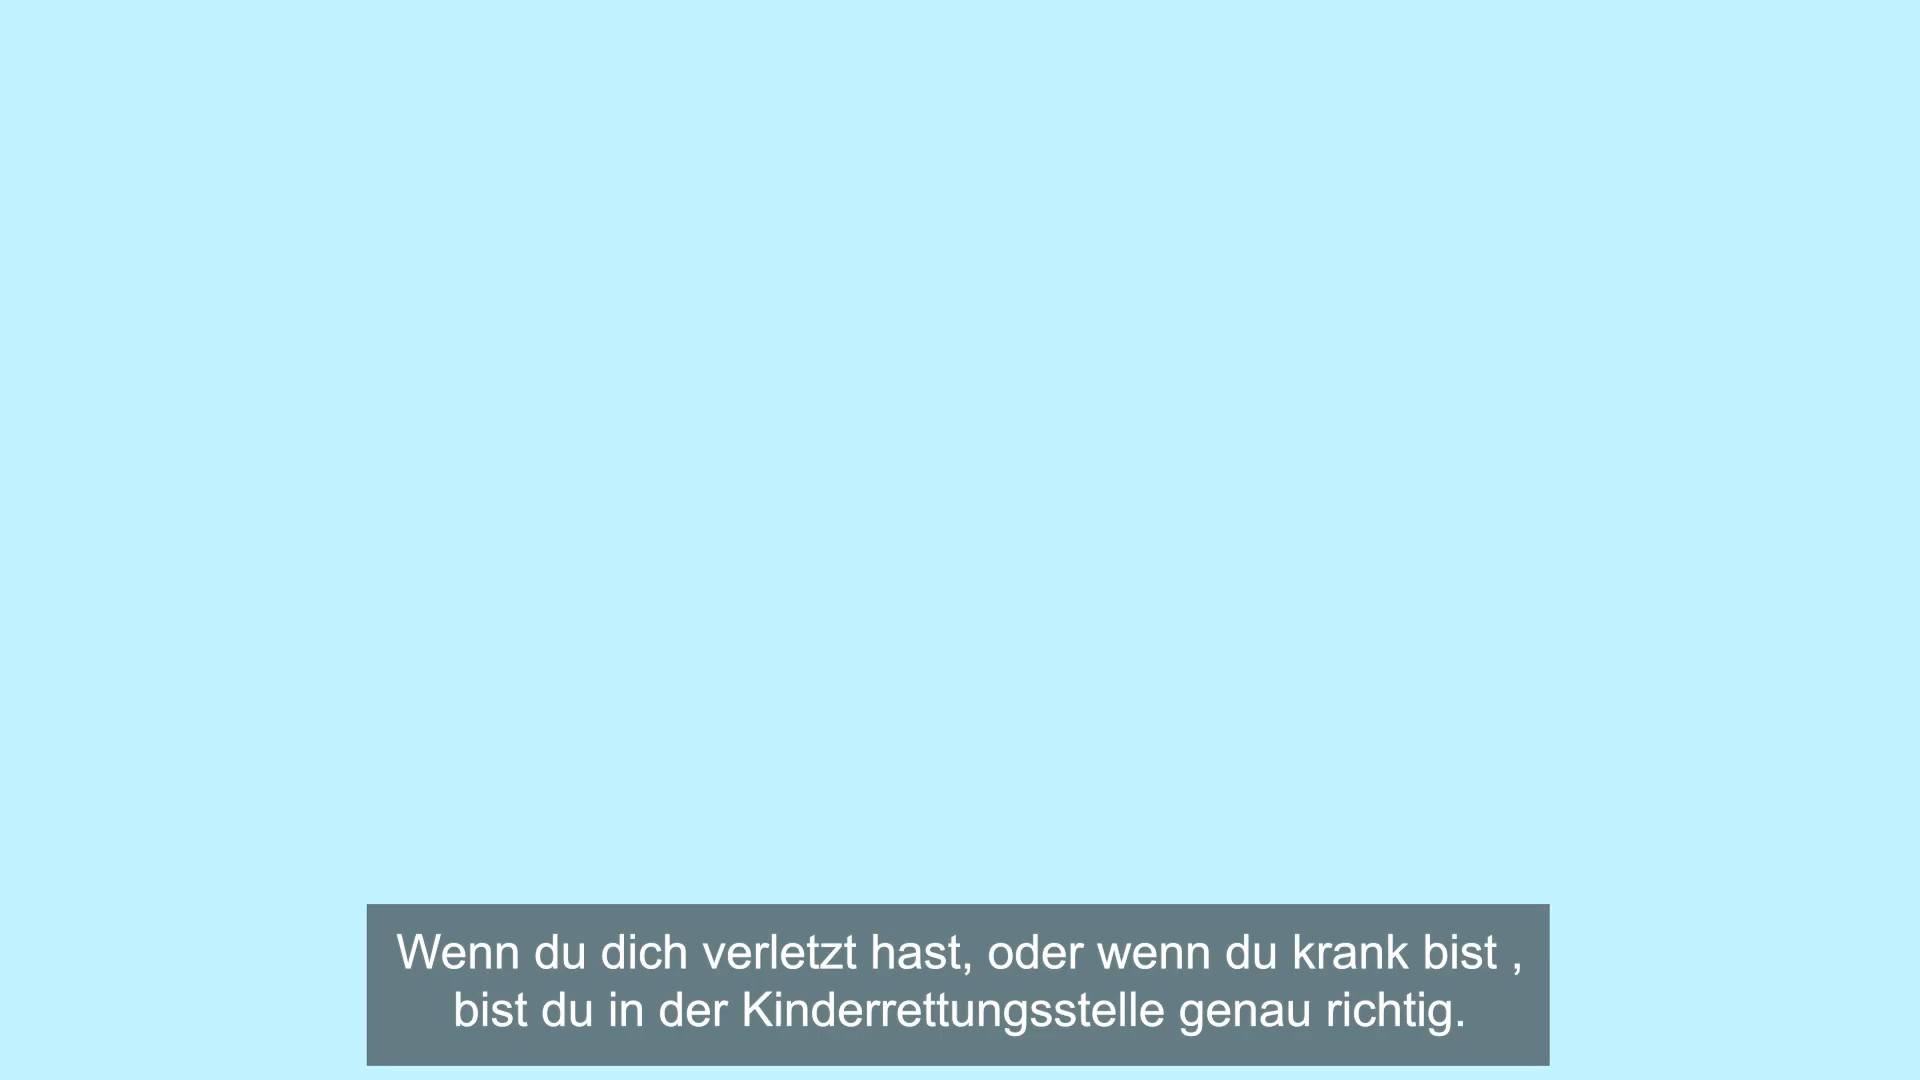 Wenn du dich verletzt hast, oder wenn du krank bist ,
bist du in der Kinderrettungsstelle genau richtig.